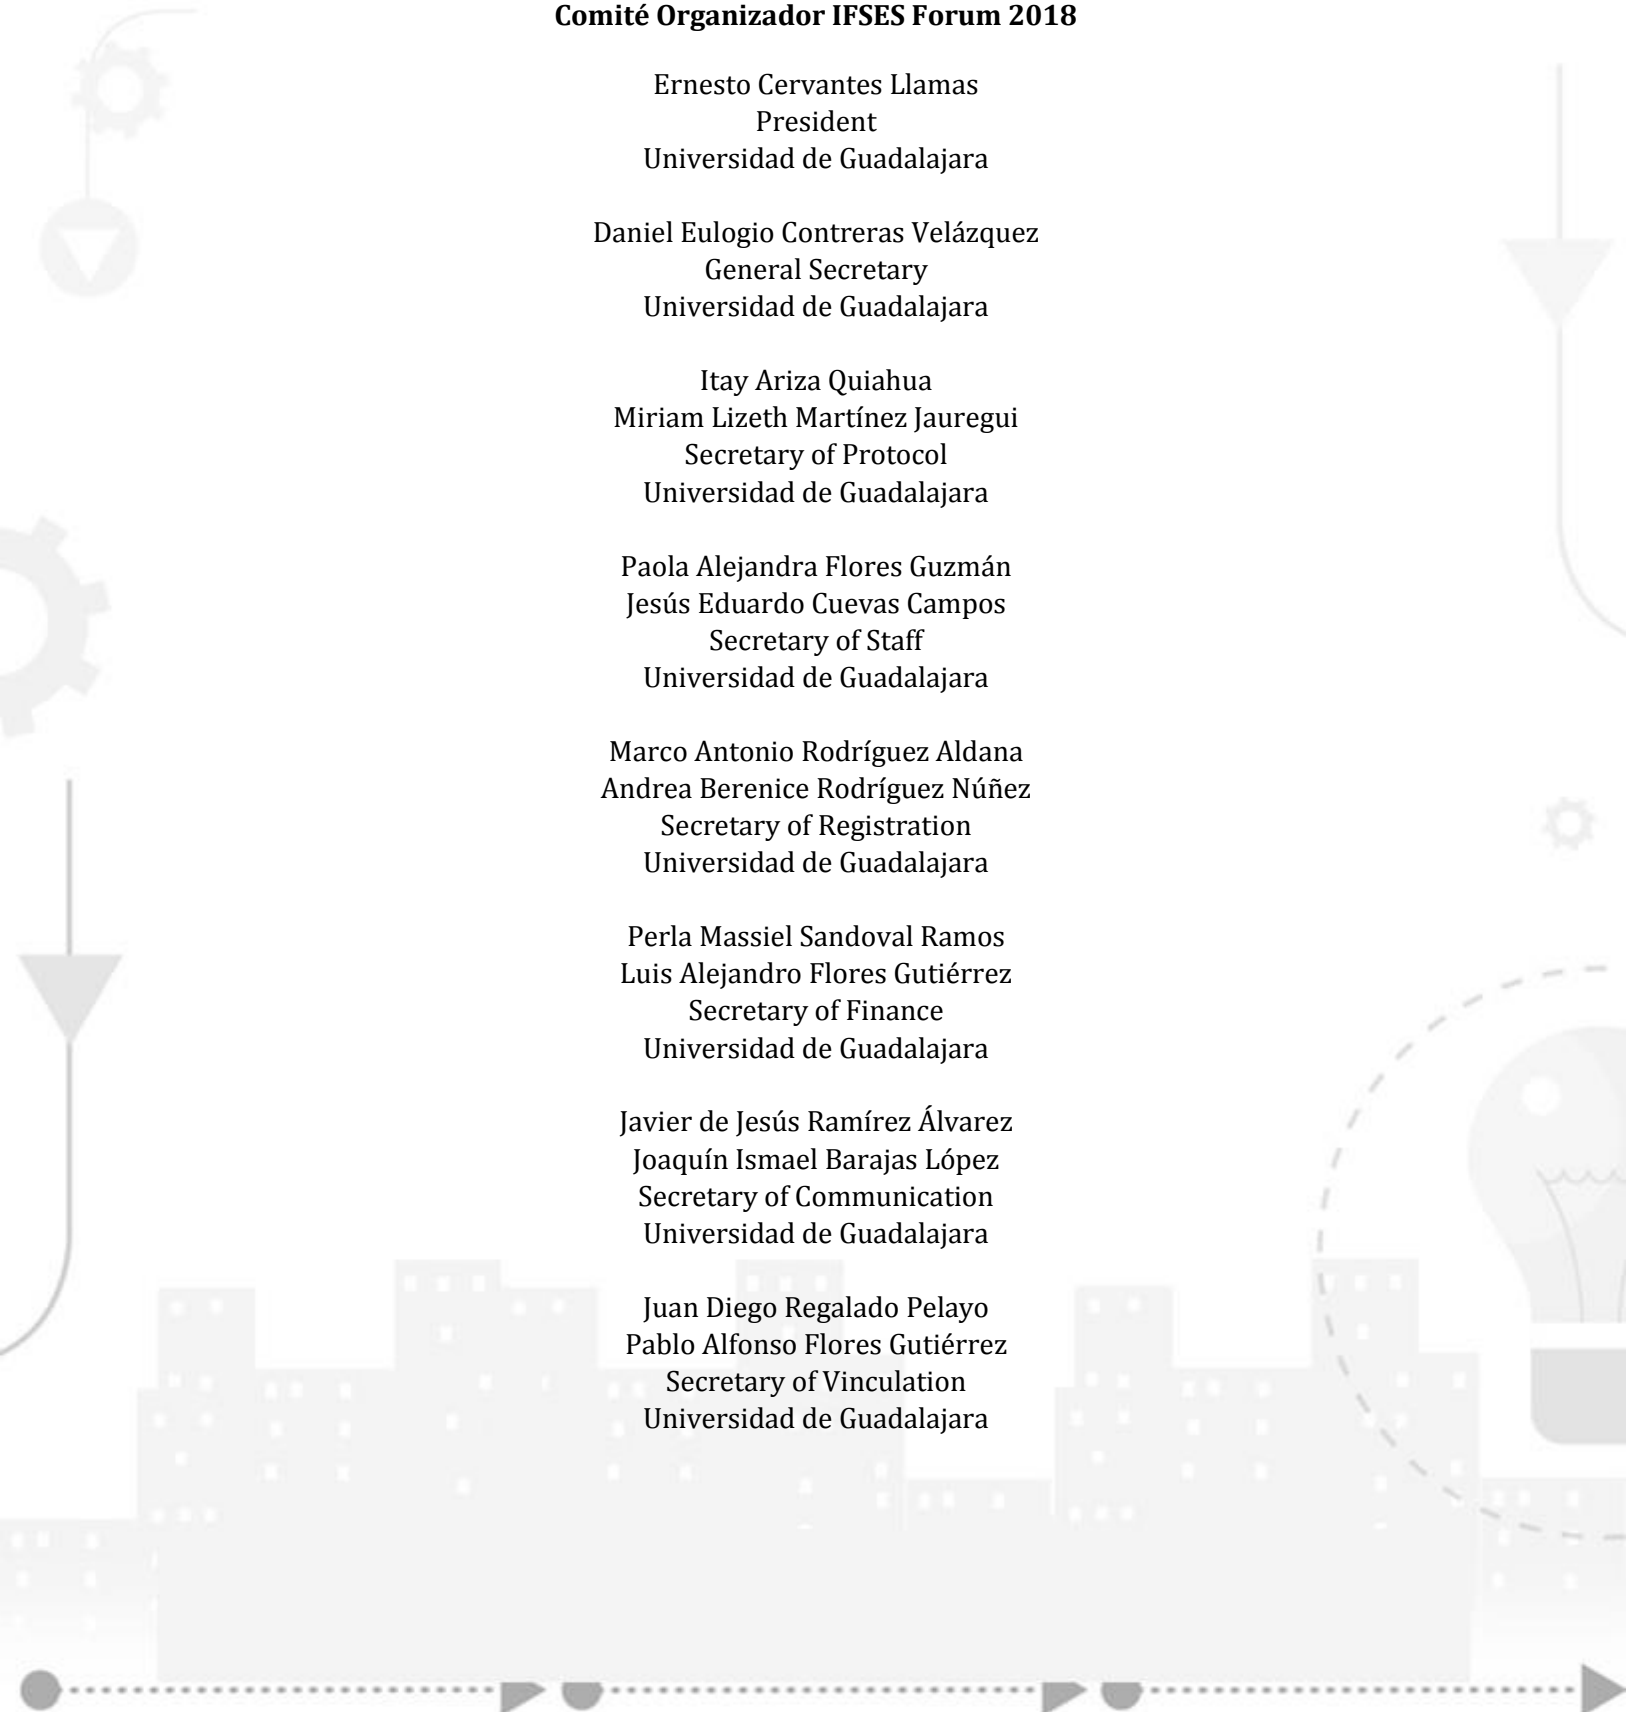 Comité Organizador IFSES Forum 2018
Ernesto Cervantes Llamas
President
Universidad de Guadalajara
Daniel Eulogio Contreras Velázquez
General Secretary
Universidad de Guadalajara
Itay Ariza Quiahua
Miriam Lizeth Martínez Jauregui
Secretary of Protocol
Universidad de Guadalajara
Paola Alejandra Flores Guzmán
Jesús Eduardo Cuevas Campos
Secretary of Staff
Universidad de Guadalajara
Marco Antonio Rodríguez Aldana
Andrea Berenice Rodríguez Núñez
Secretary of Registration
Universidad de Guadalajara
Perla Massiel Sandoval Ramos
Luis Alejandro Flores Gutiérrez
Secretary of Finance
Universidad de Guadalajara
Javier de Jesús Ramírez Álvarez
Joaquín Ismael Barajas López
Secretary of Communication
Universidad de Guadalajara
Juan Diego Regalado Pelayo
Pablo Alfonso Flores Gutiérrez
Secretary of Vinculation
Universidad de Guadalajara